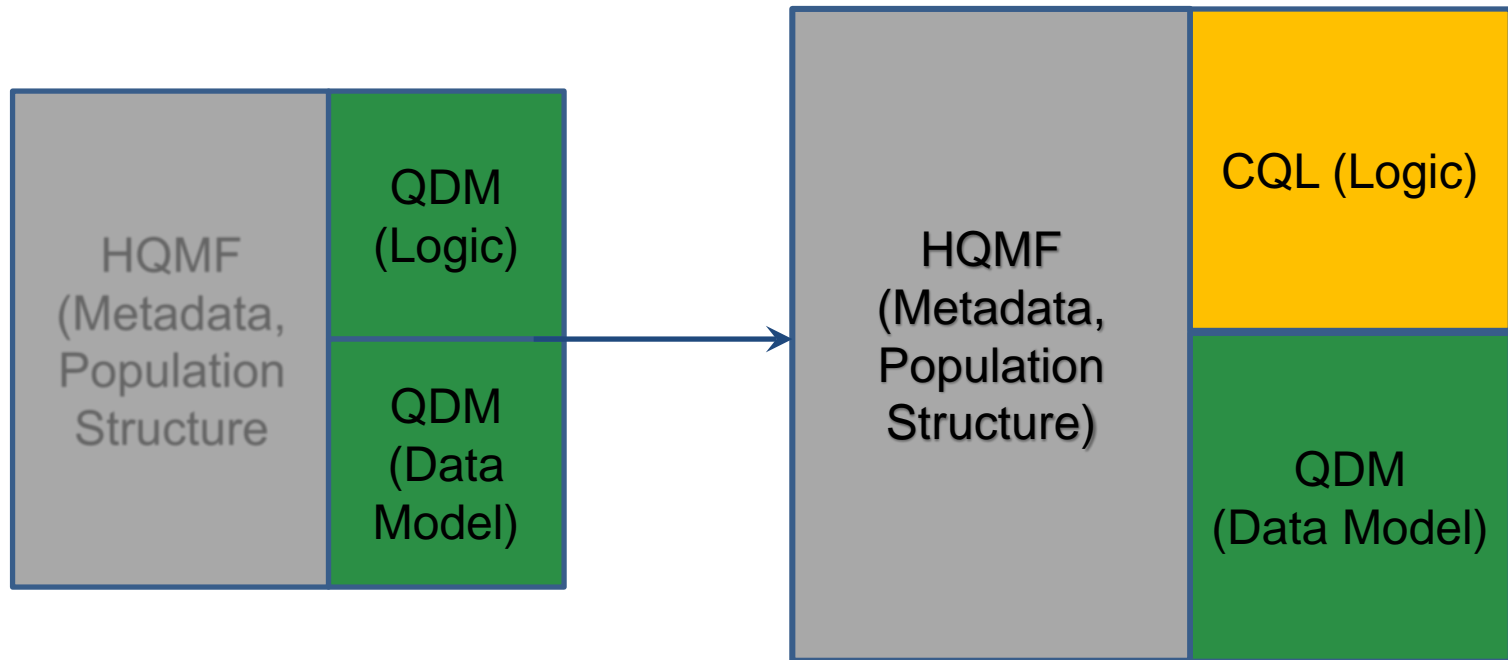 HQMF
(Metadata,
Population
Structure
QDM
(Logic)
QDM
(Data
Model)
HQMF
(Metadata,
Population
Structure)
CQL (Logic)
QDM
(Data Model)